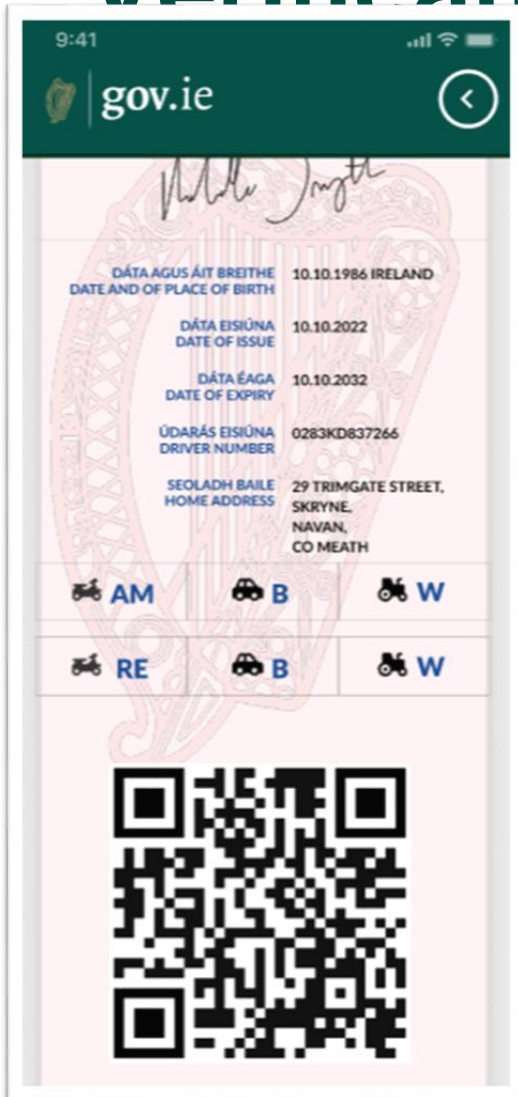 9:41
gov.ie
DÁTA AGUS ÁIT BREITHE 10.10.1986 IRELAND
DATE AND OF PLACE OF BIRTH
DÁTA EISIÚNA 10.10.2022
DATE OF ISSUE
DÁTA ÉAGA 10.10.2032
DATE OF EXPIRY
ÚDARÁS EISIÚNA 0283KD837266
DRIVER NUMBER
SEOLADH BAILE 29 TRIMGATE STREET,
HOME ADDRESS SKRYNE,
NAVAN,
CO MEATH
AM B W
RE B W